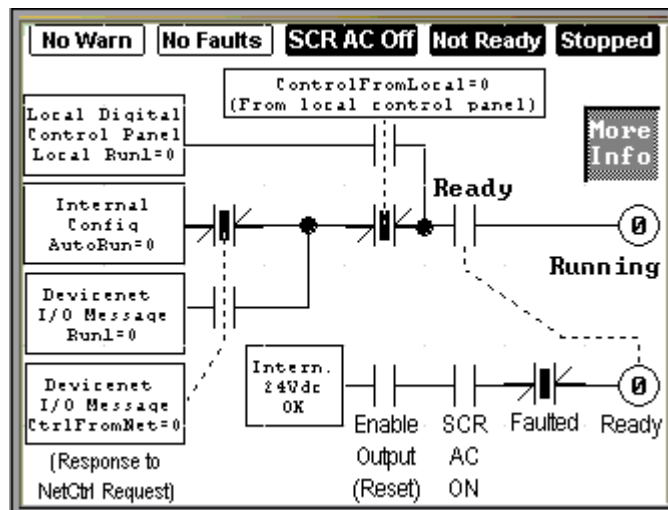 No Warn No Faults SCR AC Off Not Ready Stopped
ControlFromLocal=0
(From local control panel)
Local Digital
Control Panel
Local Run1=0
More
Info
Ready
Internal
Config
AutoRun=0
0
Running
Devicenet
I/O Message
Run1=0
Devicenet
I/O Message
CtrlFromNet=0
(Response to
NetCtrl Request)
Intern.
24Vdc
OK
0
Enable
Output
(Reset)
SCR
AC
ON
Faulted
Ready